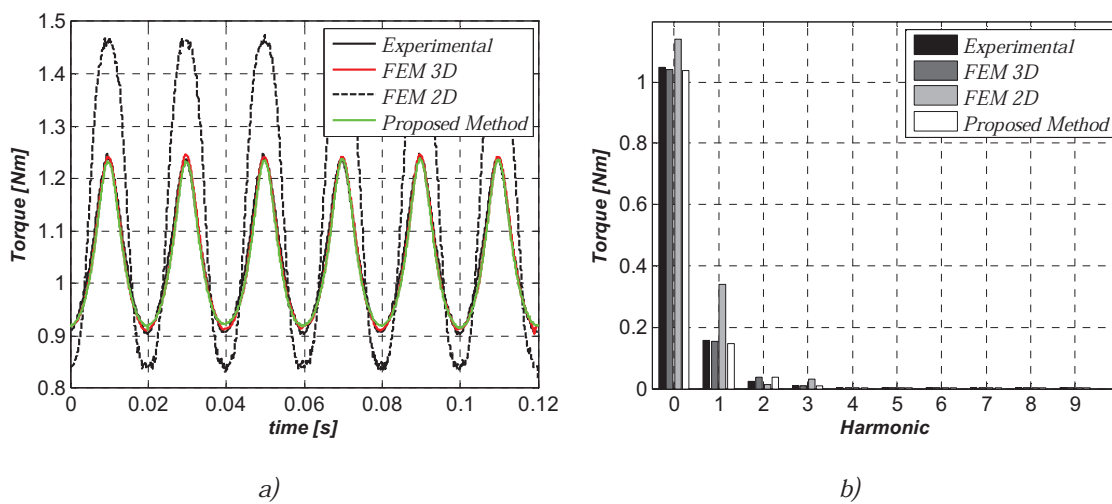 1.5
1.4
1.3
1.2
1.1
1
0.9
0.8
Torque [Nm]
0
0.02
0.04
0.06
0.08
0.1
0.12
time [s]
Experimental
FEM 3D
FEM 2D
Proposed Method
a)
1
0.8
0.6
0.4
0.2
0
Torque [Nm]
0
1
2
3
4
5
6
7
8
9
Harmonic
Experimental
FEM 3D
FEM 2D
Proposed Method
b)